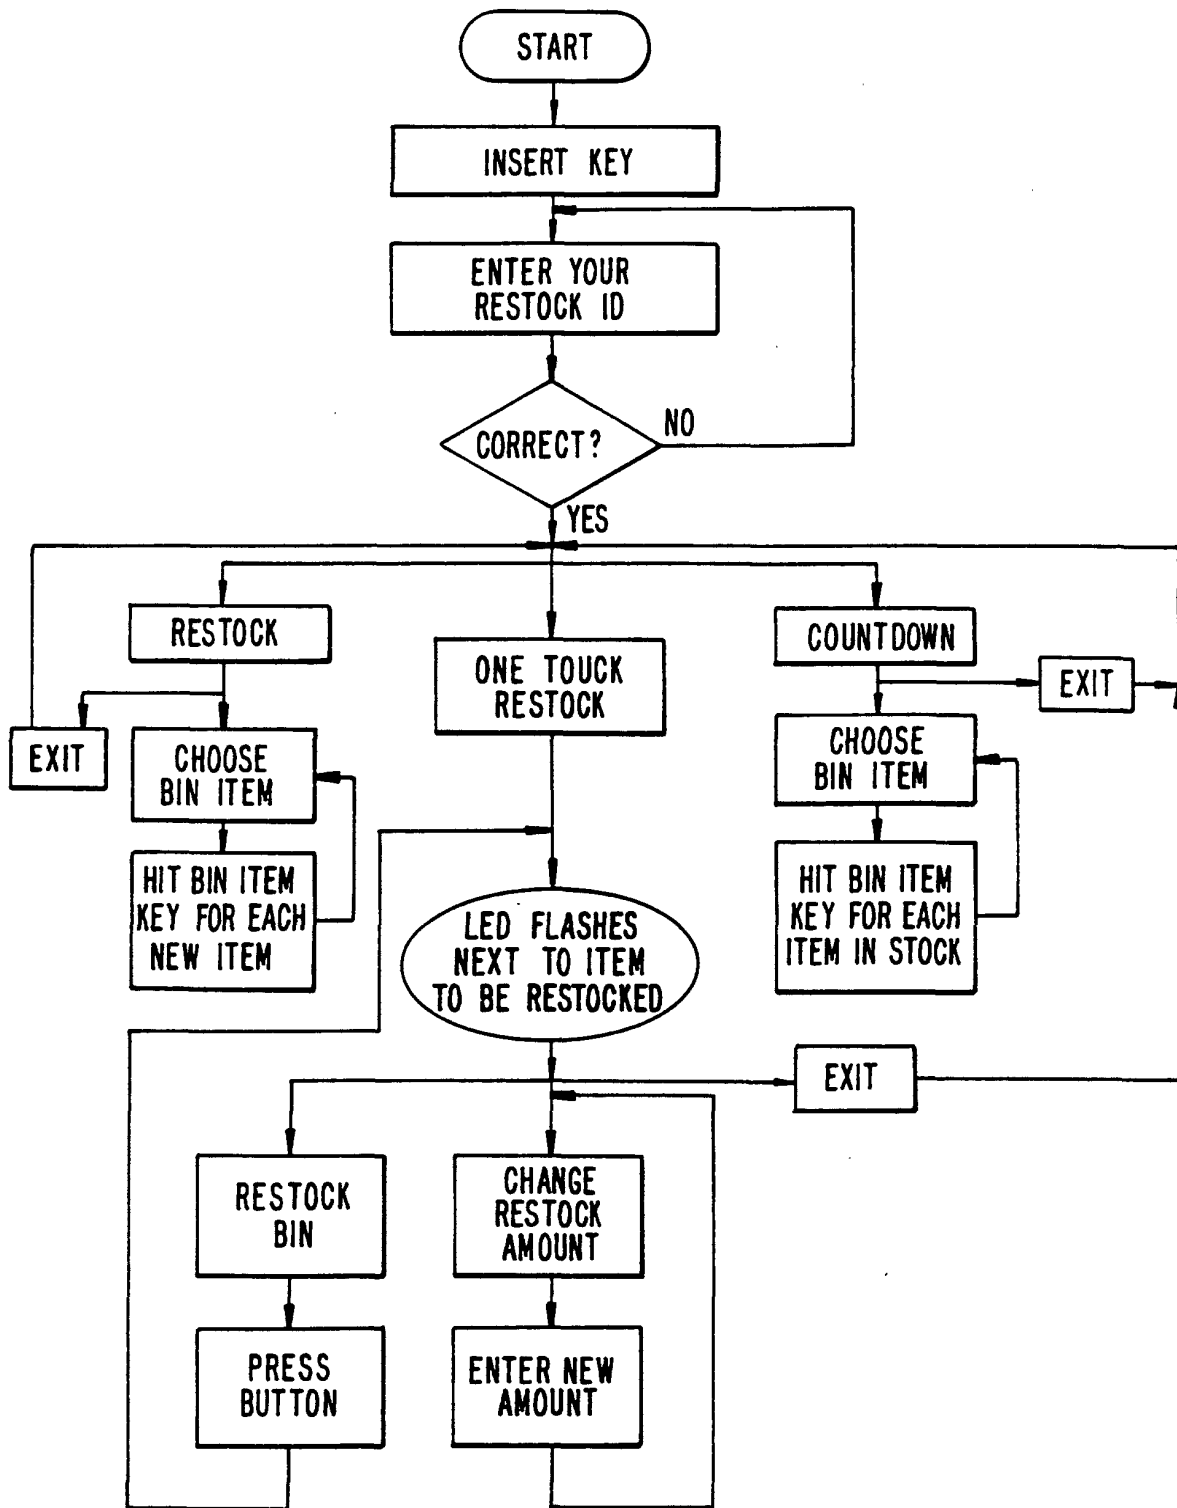 START
INSERT KEY
ENTER YOUR
RESTOCK ID
CORRECT?
NO
YES
RESTOCK
EXIT
CHOOSE
BIN ITEM
HIT BIN ITEM
KEY FOR EACH
NEW ITEM
ONE TOUCK
RESTOCK
COUNTDOWN
EXIT
CHOOSE
BIN ITEM
HIT BIN ITEM
KEY FOR EACH
ITEM IN STOCK
LED FLASHES
NEXT TO ITEM
TO BE RESTOCKED
EXIT
RESTOCK
BIN
PRESS
BUTTON
CHANGE
RESTOCK
AMOUNT
ENTER NEW
AMOUNT